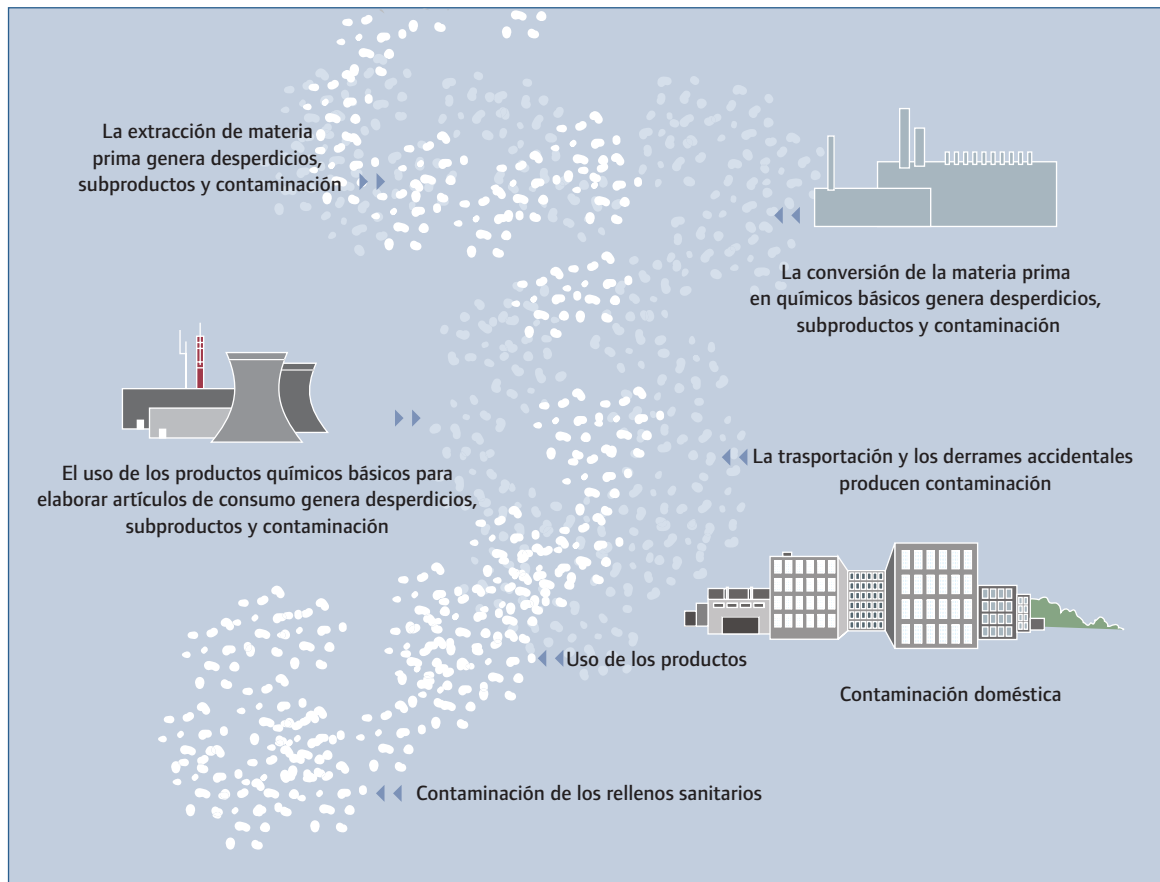 La extracción de materia
prima genera desperdicios,
subproductos y contaminación
La conversión de la materia prima
en químicos básicos genera desperdicios,
subproductos y contaminación
El uso de los productos químicos básicos para
elaborar artículos de consumo genera desperdicios,
subproductos y contaminación
La trasportación y los derrames accidentales
producen contaminación
Uso de los productos
Contaminación doméstica
Contaminación de los rellenos sanitarios